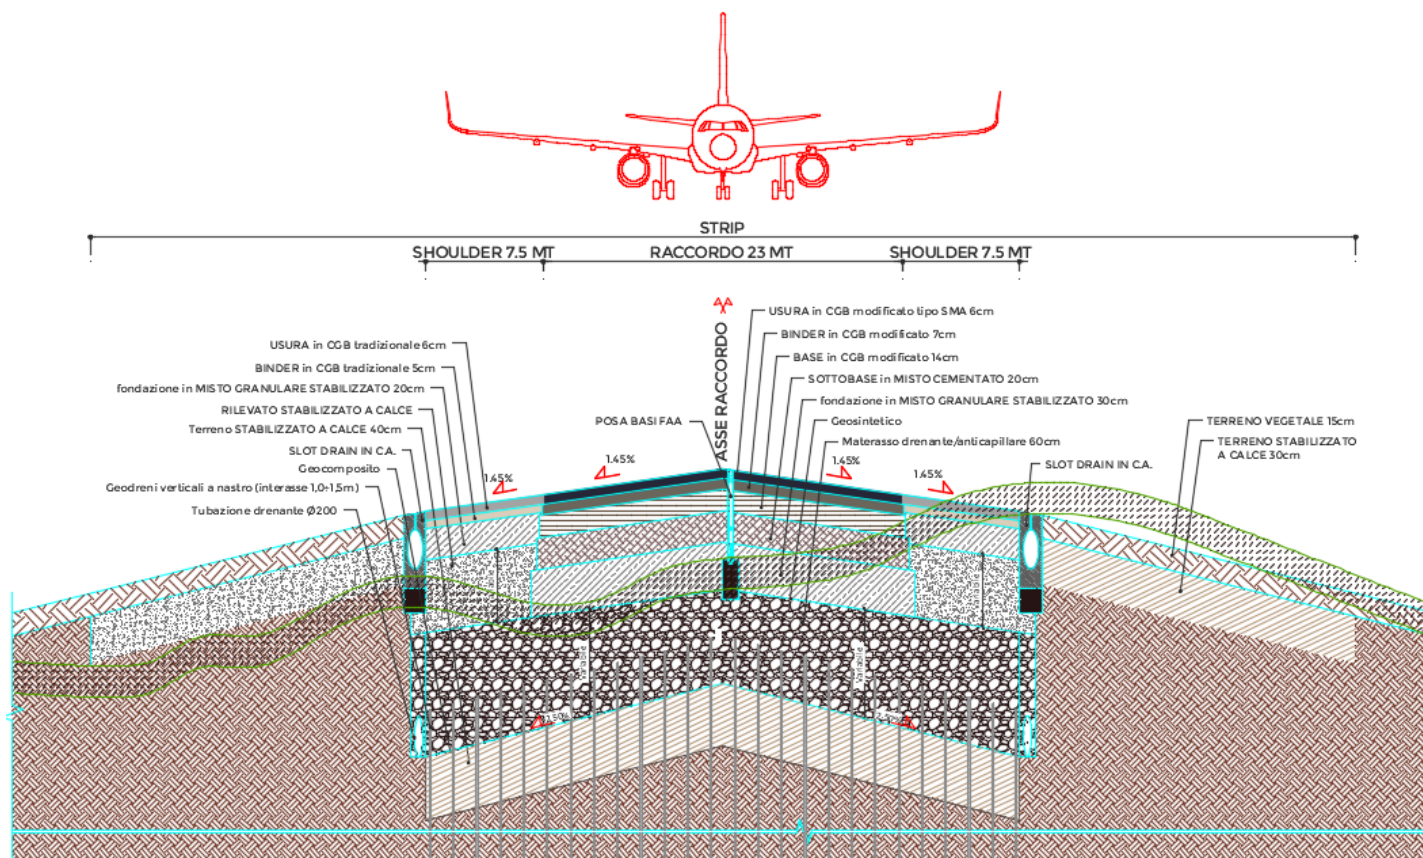 STRIP
SHOULDER 7.5 MT
RACCORDO 23 MT
SHOULDER 7.5 MT
ASSE RACCORDO
USURA in CGB modificato tipo SMA 6cm
BINDER in CGB modificato 7cm
BASE in CGB modificato 14cm
SOTTOBASE in MISTO CEMENTATO 20cm
fondazione in MISTO GRANULARE STABILIZZATO 30cm
Geosintetico
Materasso drenante/anticapillare 60cm
USURA in CGB tradizionale 6cm
BINDER in CGB tradizionale 5cm
fondazione in MISTO GRANULARE STABILIZZATO 20cm
RILEVATO STABILIZZATO A CALCE
Terreno STABILIZZATO A CALCE 40cm
SLOT DRAIN IN C.A.
Geocomposito
Geodreni verticali a nastro (interasse 1,0÷1,5m)
Tubazione drenante Ø200
POSA BASI FAA
TERRENO VEGETALE 15cm
TERRENO STABILIZZATO
A CALCE 30cm
SLOT DRAIN IN C.A.
1.45%
1.45%
1.45%
1.45%
Variabile
Variabile